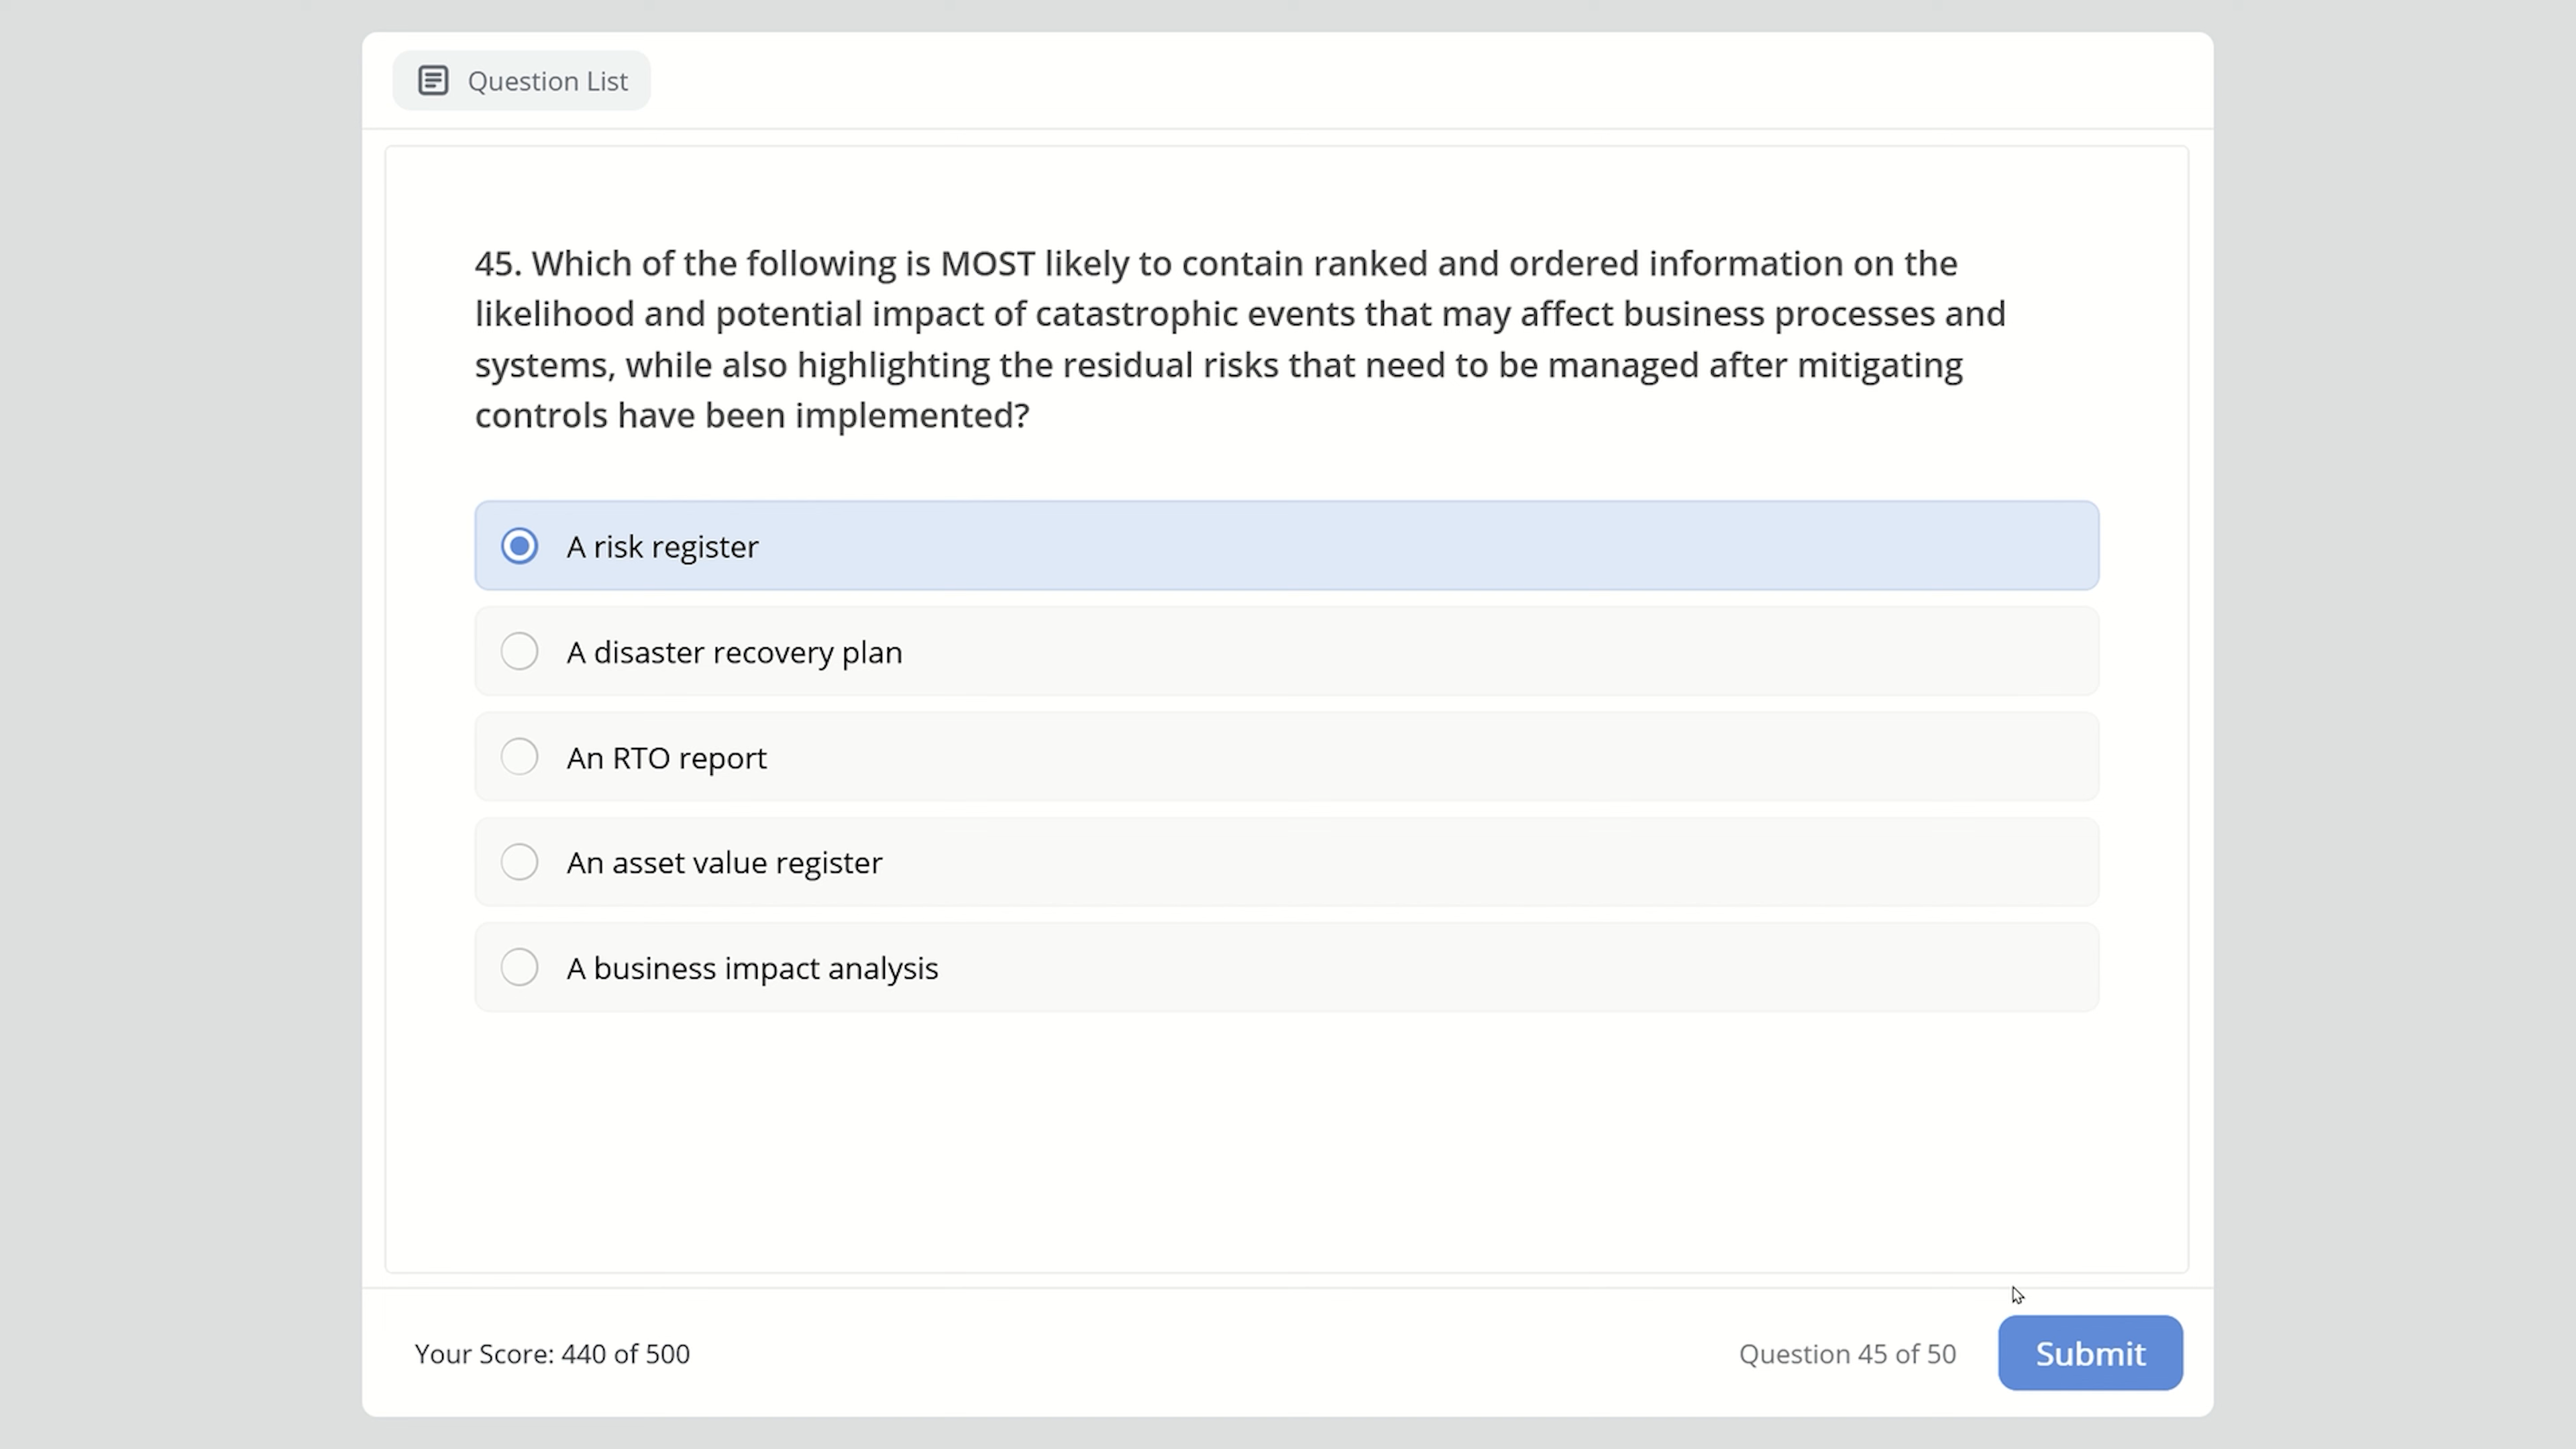 Question List
45. Which of the following is MOST likely to contain ranked and ordered information on the
likelihood and potential impact of catastrophic events that may affect business processes and
systems, while also highlighting the residual risks that need to be managed after mitigating
controls have been implemented?
A risk register
A disaster recovery plan
An RTO report
An asset value register
A business impact analysis
Your Score: 440 of 500
Question 45 of 50
Submit